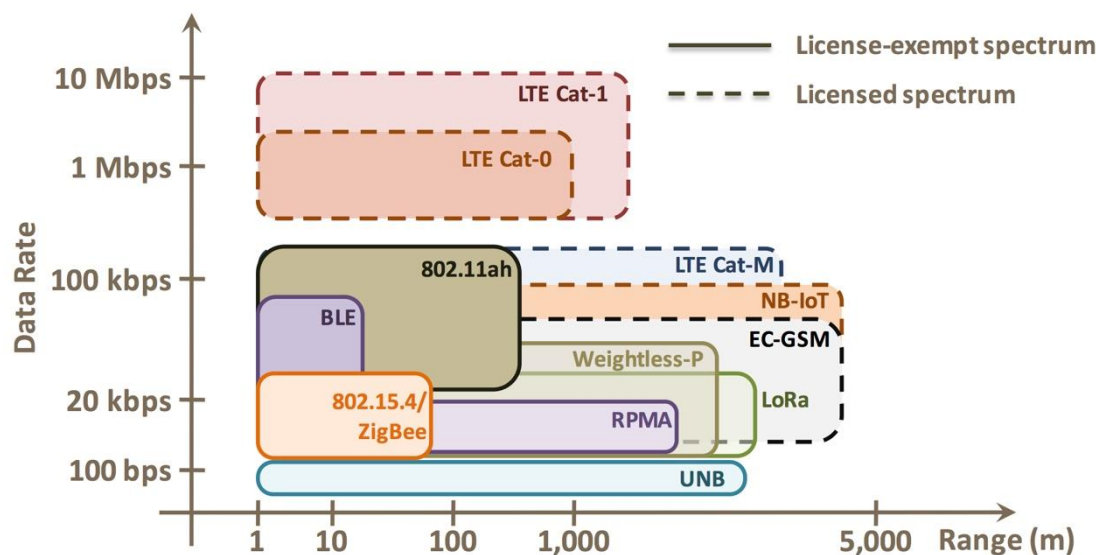 License-exempt spectrum
Licensed spectrum
10 Mbps
1 Mbps
100 kbps
20 kbps
100 bps
Data Rate
LTE Cat-1
LTE Cat-0
802.11ah
LTE Cat-M
NB-IoT
BLE
EC-GSM
Weightless-P
802.15.4/
ZigBee
LoRa
RPMA
UNB
1
10
100
1,000
5,000
Range (m)